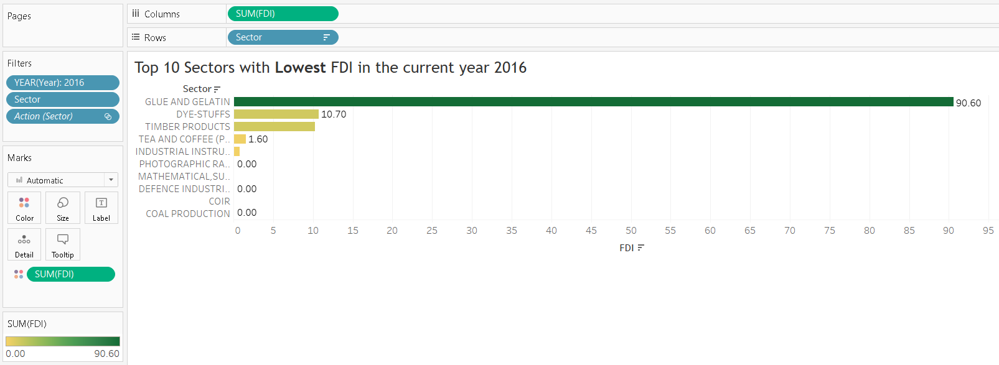 Pages
Columns
SUM(FDI)
Rows
Sector
Filters
YEAR(Year): 2016
Sector
Action (Sector)
Marks
Automatic
Color
Size
T
Label
Detail
Tooltip
SUM(FDI)
SUM(FDI)
0.00 90.60
Top 10 Sectors with Lowest FDI in the current year 2016
Sector
GLUE AND GELATIN 90.60
DYE-STUFFS 10.70
TIMBER PRODUCTS
TEA AND COFFEE (P.. 1.60
INDUSTRIAL INSTRU..
PHOTOGRAPHIC RA.. 0.00
MATHEMATICAL,SU..
DEFENCE INDUSTRI.. 0.00
COIR
COAL PRODUCTION 0.00
0 5 10 15 20 25 30 35 40 45 50 55 60 65 70 75 80 85 90 95
FDI